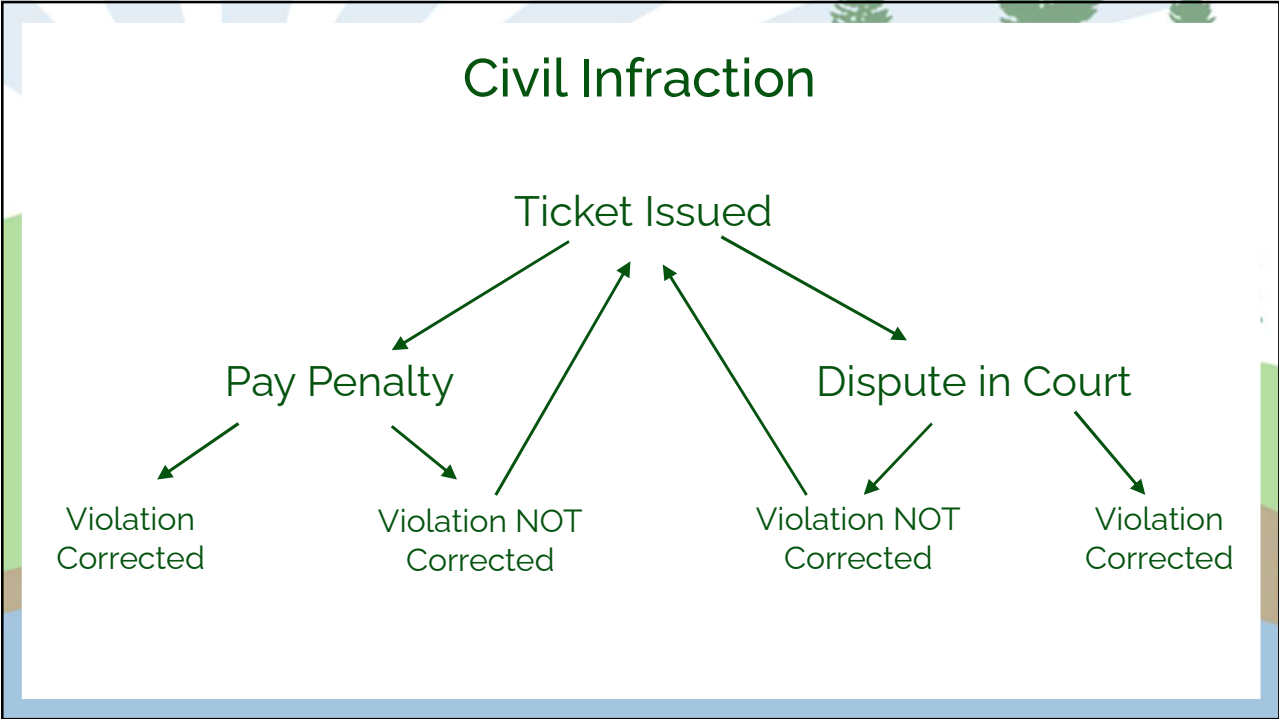 Civil Infraction
Ticket Issued
Pay Penalty
Dispute in Court
Violation
Corrected
Violation NOT
Corrected
Violation NOT
Corrected
Violation
Corrected